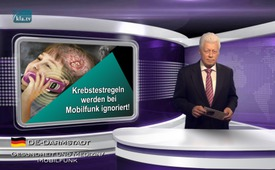 kla.tv
Krebstestregeln
werden bei
Mobilfunk ignoriert!
DE-Darmstadt
Gesundheit und Medizin
Mobilfunk